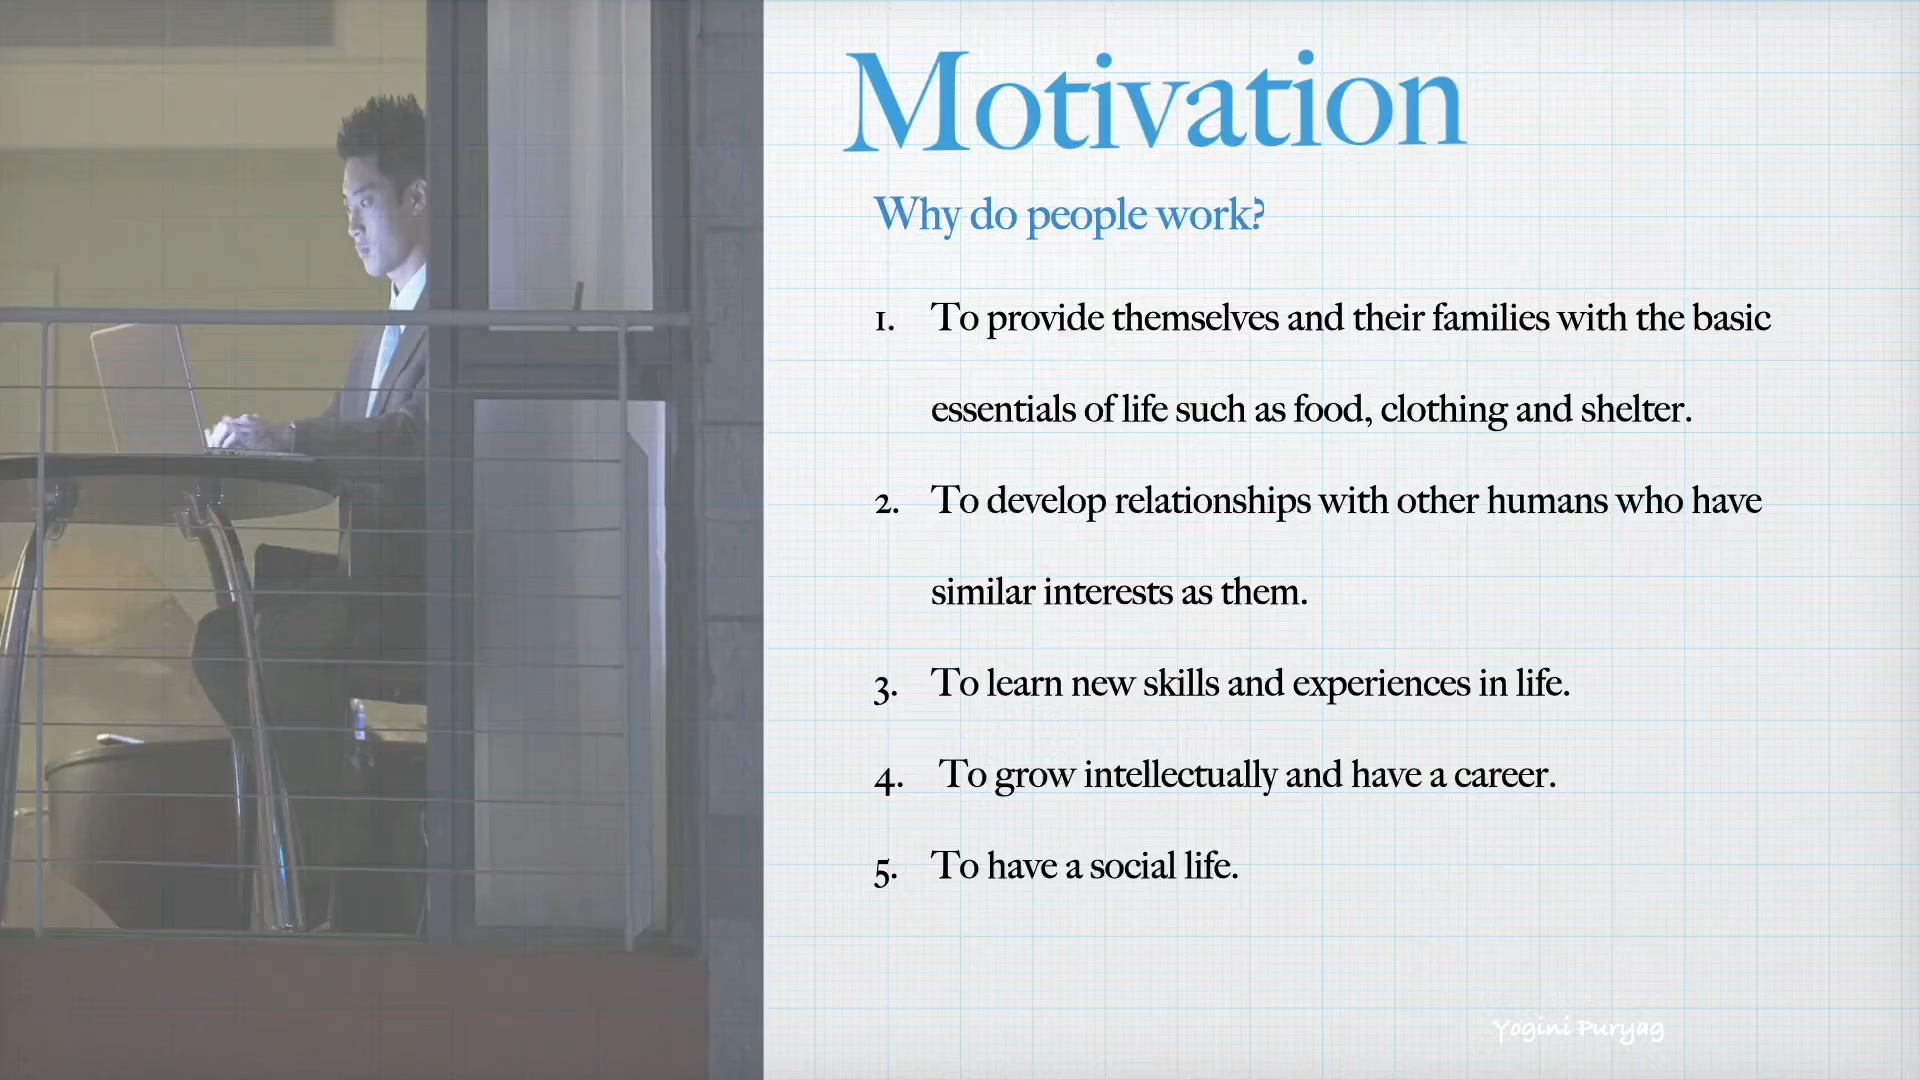 Motivation
Why do people work?
1. To provide themselves and their families with the basic
essentials of life such as food, clothing and shelter.
2. To develop relationships with other humans who have
similar interests as them.
3. To learn new skills and experiences in life.
4. To grow intellectually and have a career.
5. To have a social life.
Yogini Puryag